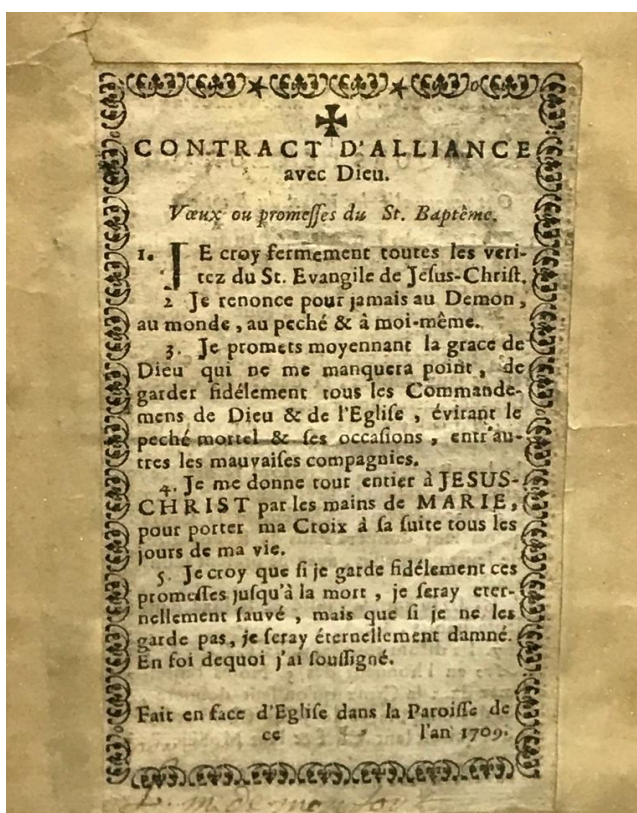 CONTRACT D'ALLIANCE
avec Dieu.
Vœux ou promesses du St. Baptême.
1. JE croy fermement toutes les veri-
tez du St. Evangile de Jesus-Christ.
2 Je renonce pour jamais au Demon,
au monde, au peché & à moi-même.
3. Je promets moyennant la grace de
Dieu qui ne me manquera point, de
garder fidélement tous les Commande-
mens de Dieu & de l'Eglise, évitant le
peché mortel & ses occasions, entr'au-
tres les mauvaises compagnies.
4. Je me donne tout entier à JESUS-
CHRIST par les mains de MARIE,
pour porter ma Croix à sa suite tous les
jours de ma vie.
5. Je croy que si je garde fidélement ces
promesses jusqu'à la mort, je seray eter-
nellement sauvé, mais que si je ne les
garde pas, je seray éternellement damné.
En foi dequoi j'ai soussigné.
Fait en face d'Eglise dans la Paroisse de
ce l'an 1709.